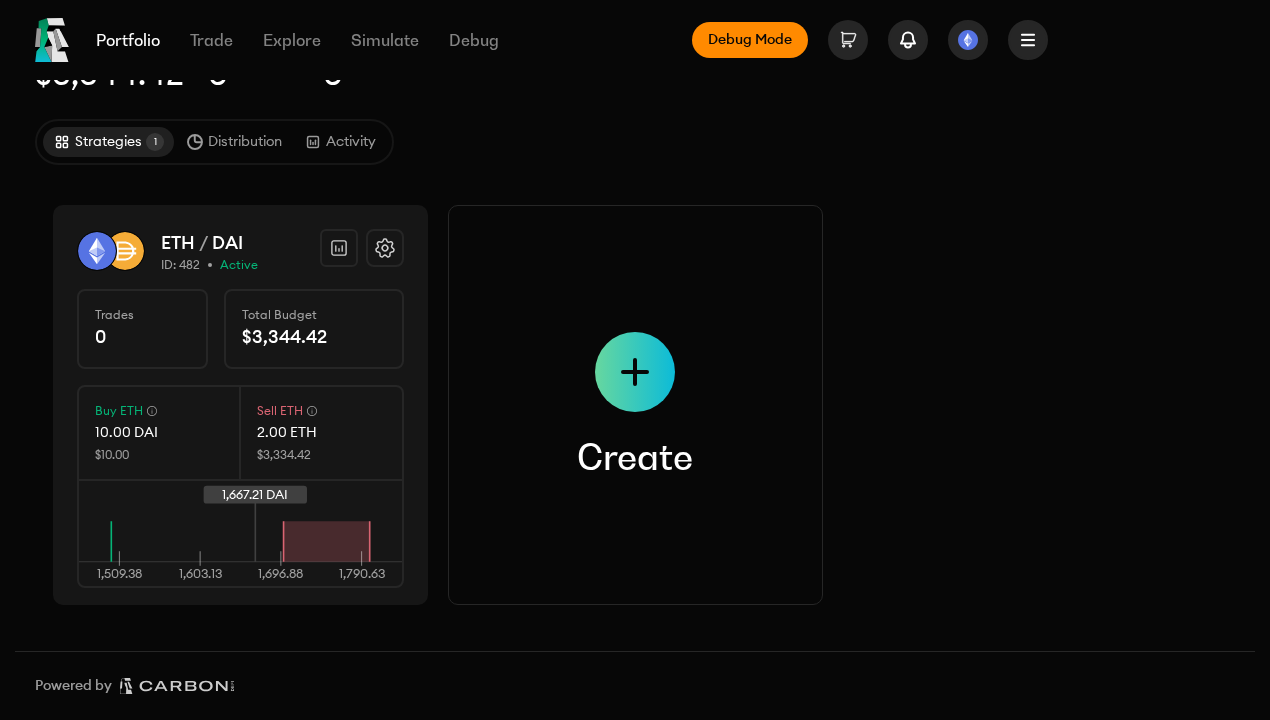 Portfolio Trade Explore Simulate Debug Debug Mode
Strategies 1 Distribution Activity
ETH / DAI
ID: 482 • Active
Trades
0
Total Budget
$3,344.42
Buy ETH
10.00 DAI
$10.00
Sell ETH
2.00 ETH
$3,334.42
1,667.21 DAI
1,509.38 1,603.13 1,696.88 1,790.63
Create
Powered by CARBON